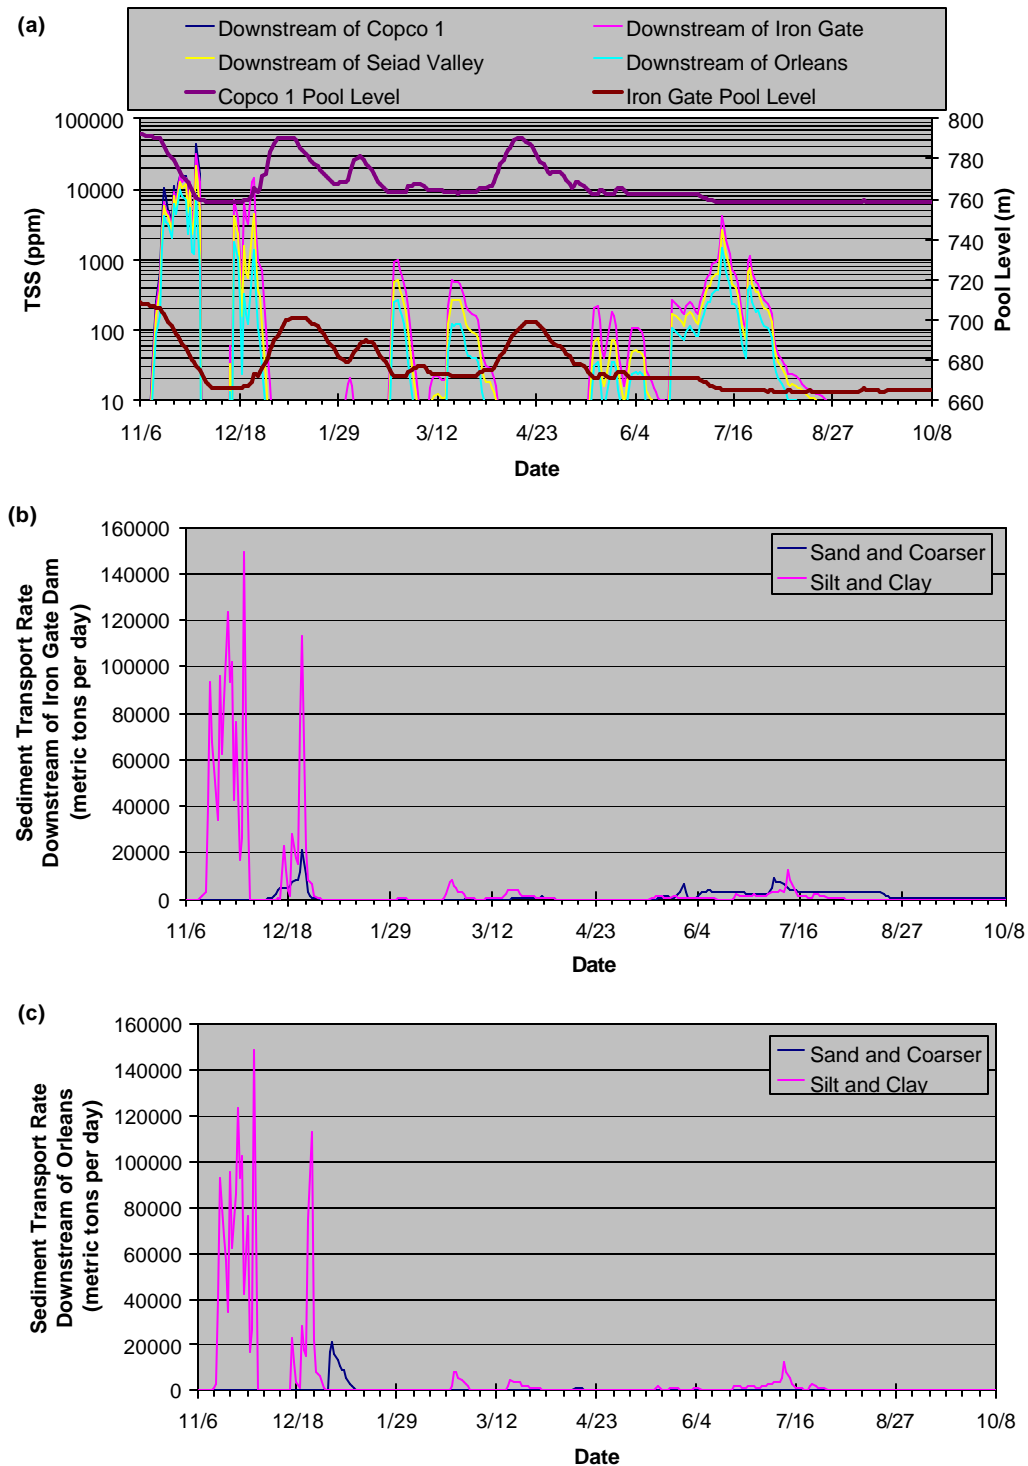 (a)
Downstream of Copco 1
Downstream of Iron Gate
Downstream of Seiad Valley
Downstream of Orleans
Copco 1 Pool Level
Iron Gate Pool Level
100000
10000
1000
100
10
TSS (ppm)
800
780
760
740
720
700
680
660
Pool Level (m)
11/6 12/18 1/29 3/12 4/23 6/4 7/16 8/27 10/8
Date
(b)
160000
140000
120000
100000
80000
60000
40000
20000
0
Sediment Transport Rate
Downstream of Iron Gate Dam
(metric tons per day)
Sand and Coarser
Silt and Clay
11/6 12/18 1/29 3/12 4/23 6/4 7/16 8/27 10/8
Date
(c)
160000
140000
120000
100000
80000
60000
40000
20000
0
Sediment Transport Rate
Downstream of Orleans
(metric tons per day)
Sand and Coarser
Silt and Clay
11/6 12/18 1/29 3/12 4/23 6/4 7/16 8/27 10/8
Date